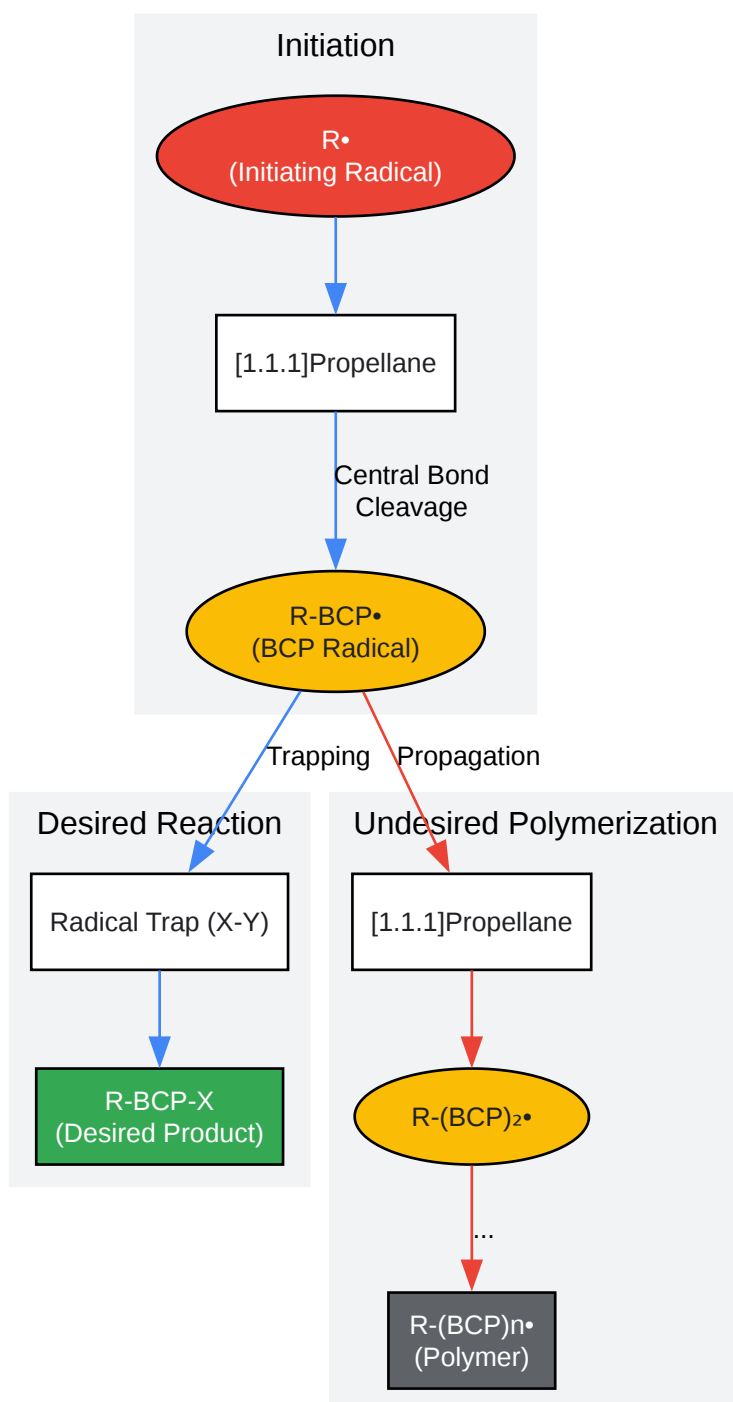 Initiation
R•
(Initiating Radical)
[1.1.1]Propellane
Central Bond
Cleavage
R-BCP•
(BCP Radical)
Trapping
Propagation
Desired Reaction
Radical Trap (X-Y)
R-BCP-X
(Desired Product)
Undesired Polymerization
[1.1.1]Propellane
R-(BCP)₂•
...
R-(BCP)n•
(Polymer)